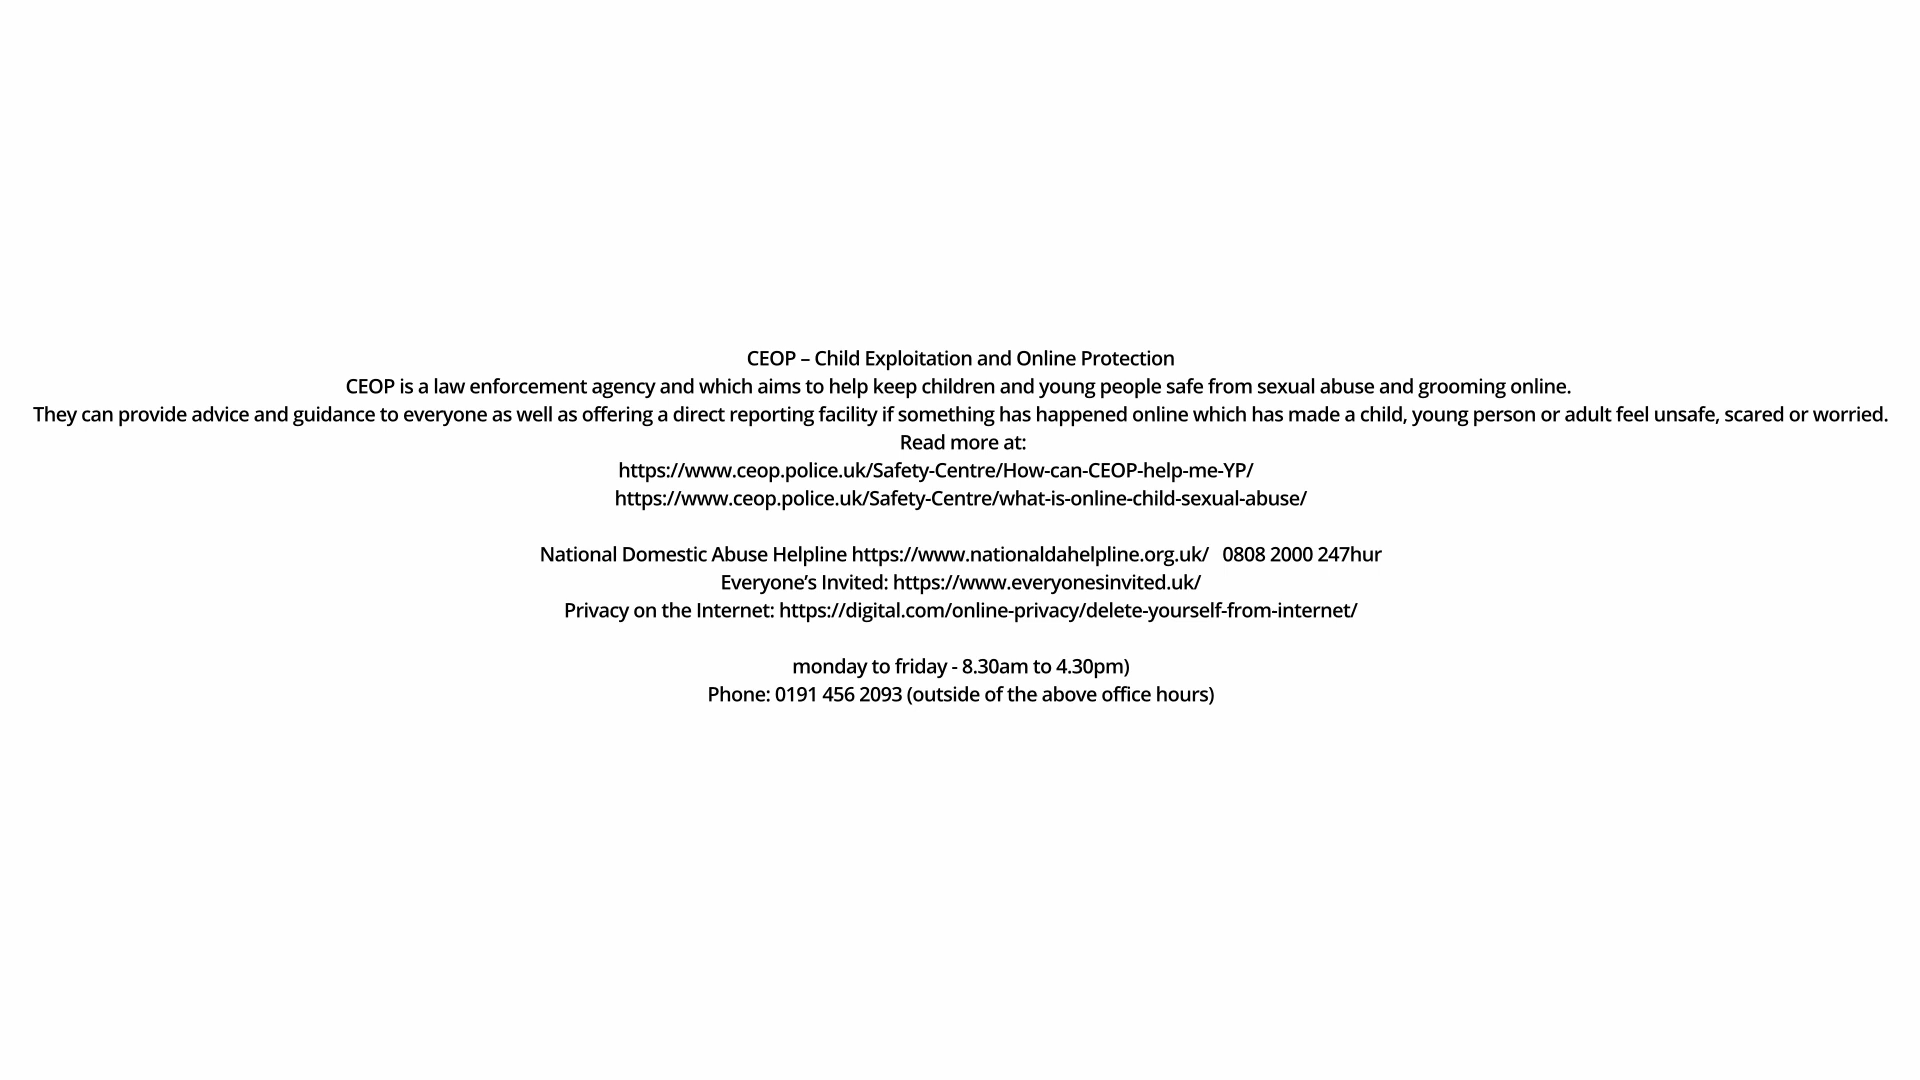 CEOP – Child Exploitation and Online Protection
CEOP is a law enforcement agency and which aims to help keep children and young people safe from sexual abuse and grooming online.
They can provide advice and guidance to everyone as well as offering a direct reporting facility if something has happened online which has made a child, young person or adult feel unsafe, scared or worried.
Read more at:
https://www.ceop.police.uk/Safety-Centre/How-can-CEOP-help-me-YP/
https://www.ceop.police.uk/Safety-Centre/what-is-online-child-sexual-abuse/
National Domestic Abuse Helpline https://www.nationaldahelpline.org.uk/   0808 2000 247hur
Everyone’s Invited: https://www.everyonesinvited.uk/
Privacy on the Internet: https://digital.com/online-privacy/delete-yourself-from-internet/
monday to friday - 8.30am to 4.30pm)
Phone: 0191 456 2093 (outside of the above office hours)